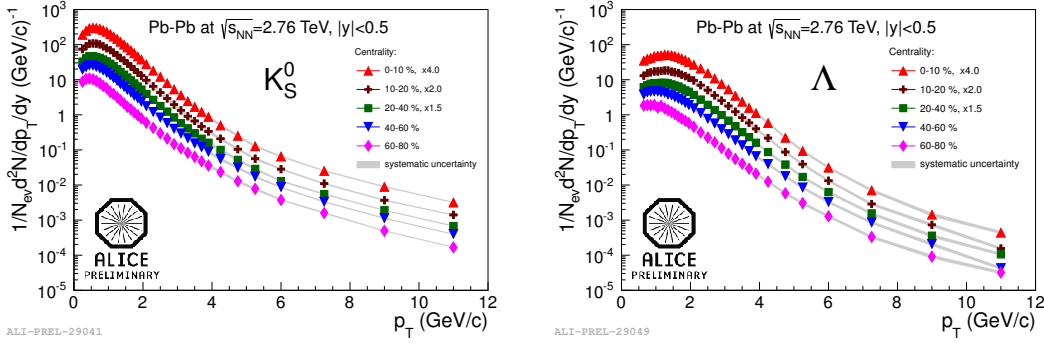 Pb-Pb at √sNN=2.76 TeV, |y|<0.5
1/Nev d²N/dpT/dy (GeV/c)⁻¹
10³
10²
10
1
10⁻¹
10⁻²
10⁻³
10⁻⁴
10⁻⁵
K⁰S
Centrality:
0-10 %, x4.0
10-20 %, x2.0
20-40 %, x1.5
40-60 %
60-80 %
systematic uncertainty
ALICE
PRELIMINARY
0 2 4 6 8 10 12
pT (GeV/c)
ALI-PREL-29041
Pb-Pb at √sNN=2.76 TeV, |y|<0.5
1/Nev d²N/dpT/dy (GeV/c)⁻¹
10³
10²
10
1
10⁻¹
10⁻²
10⁻³
10⁻⁴
10⁻⁵
Λ
Centrality:
0-10 %, x4.0
10-20 %, x2.0
20-40 %, x1.5
40-60 %
60-80 %
systematic uncertainty
ALICE
PRELIMINARY
0 2 4 6 8 10 12
pT (GeV/c)
ALI-PREL-29049